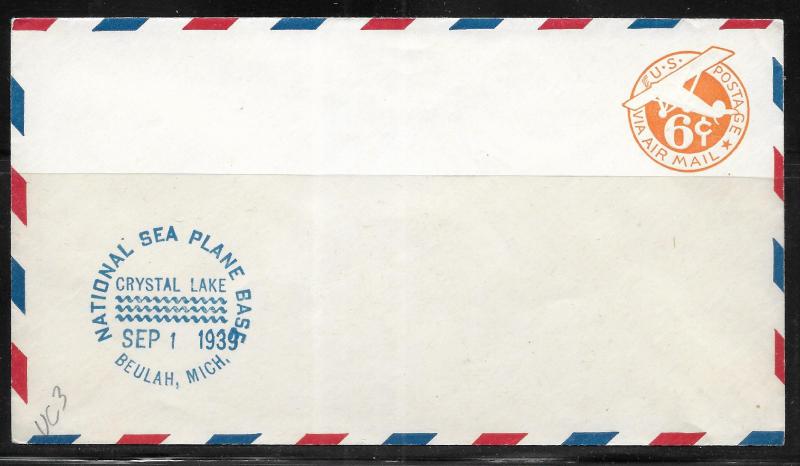 U.S. POSTAGE
6¢
VIA AIR MAIL
NATIONAL SEA PLANE BASE
CRYSTAL LAKE
SEP 1 1939
BEULAH, MICH.
UC3